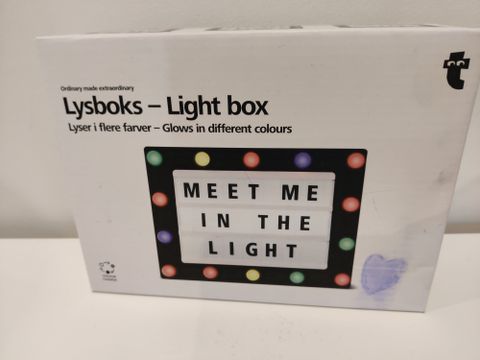 Ordinary made extraordinary
Lysboks – Light box
Lyser i flere farver – Glows in different colours
MEET ME
IN THE
LIGHT